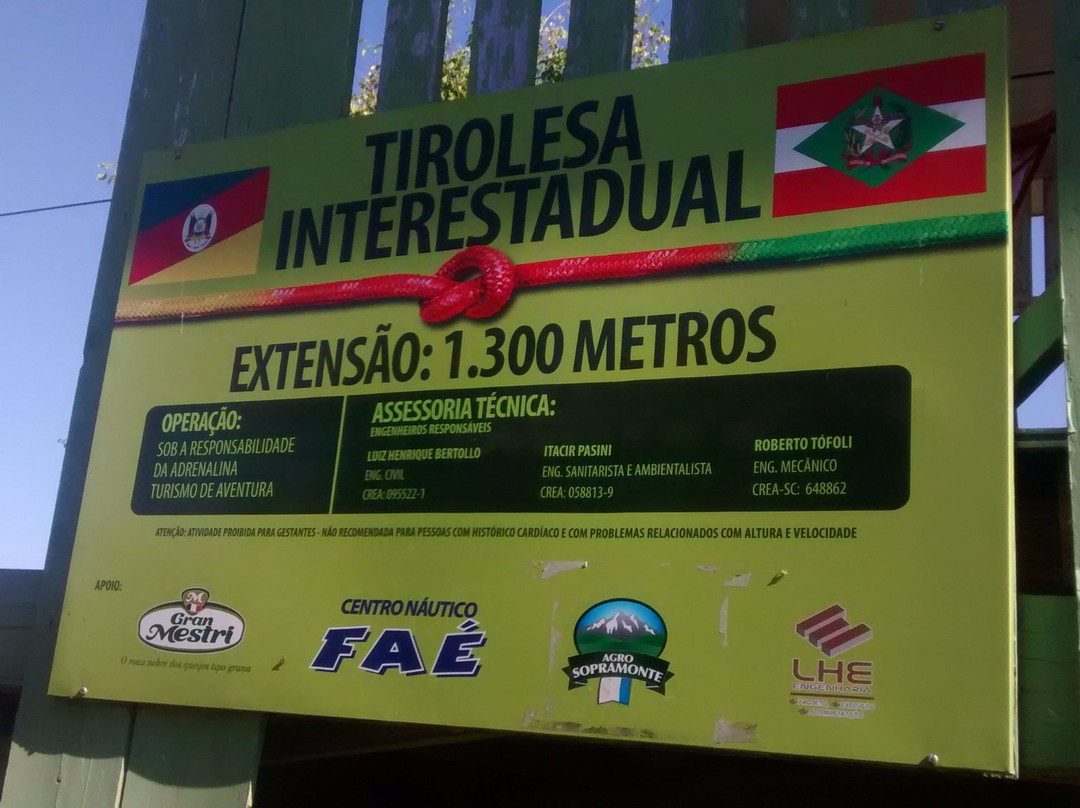 TIROLESA
INTERESTADUAL
EXTENSÃO: 1.300 METROS
OPERAÇÃO:
SOB A RESPONSABILIDADE
DA ADRENALINA
TURISMO DE AVENTURA
ASSESSORIA TÉCNICA:
ENGENHEIROS RESPONSÁVEIS
LUIZ HENRIQUE BERTOLLO
ENG. CIVIL
CREA: 095522-1
ITACIR PASINI
ENG. SANITARISTA E AMBIENTALISTA
CREA: 058813-9
ROBERTO TÓFOLI
ENG. MECÂNICO
CREA-SC: 648862
ATENÇÃO: ATIVIDADE PROIBIDA PARA GESTANTES - NÃO RECOMENDADA PARA PESSOAS COM HISTÓRICO CARDÍACO E COM PROBLEMAS RELACIONADOS COM ALTURA E VELOCIDADE
APOIO:
M
Gran
Mestri
O mais nobre dos queijos tipo grana
CENTRO NÁUTICO
FAÉ
AGRO
SOPRAMONTE
LHE
ENGENHARIA